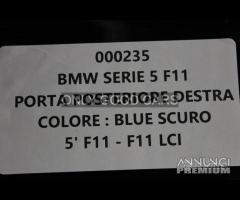 000235
BMW SERIE 5 F11
PORTA POSTERIORE DESTRA
COLORE : BLUE SCURO
5' F11 - F11 LCI
ANNUNCI
PREMIUM